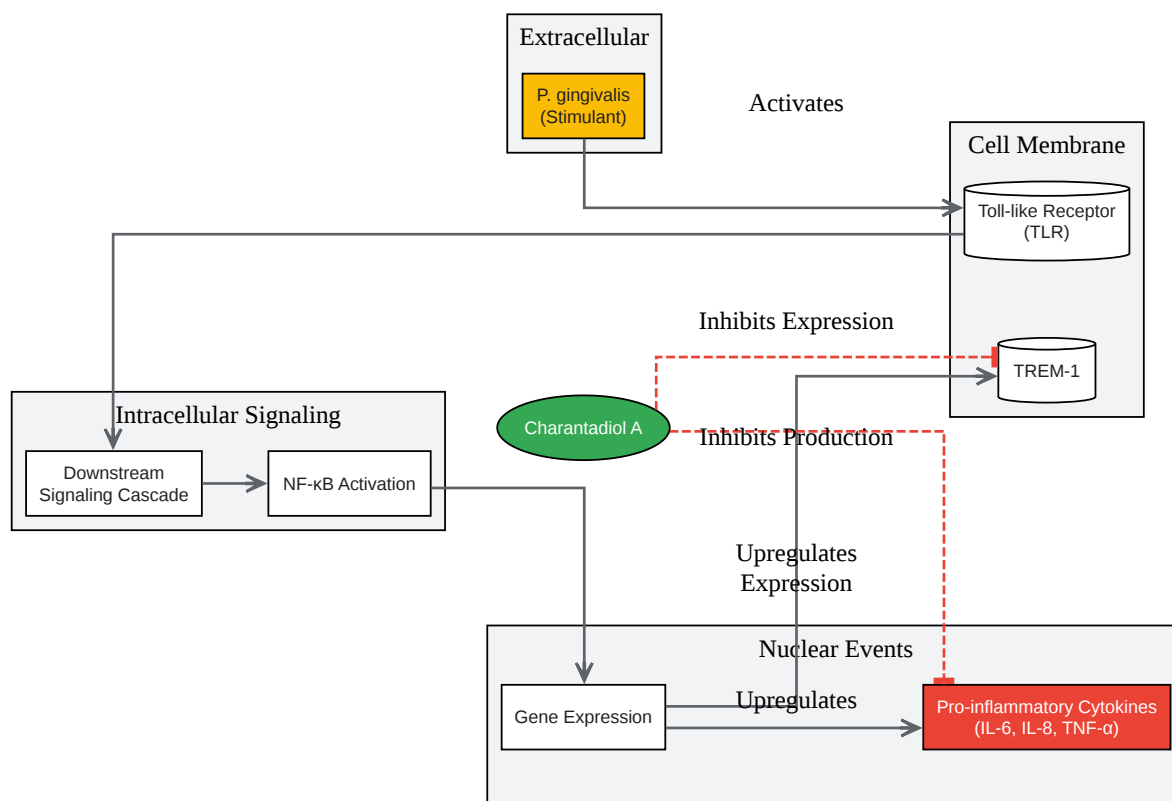 Extracellular
P. gingivalis
(Stimulant)
Activates
Cell Membrane
Toll-like Receptor
(TLR)
Inhibits Expression
TREM-1
Intracellular Signaling
Charantadiol A
Inhibits Production
Downstream
Signaling Cascade
NF-κB Activation
Upregulates
Expression
Nuclear Events
Gene Expression
Upregulates
Pro-inflammatory Cytokines
(IL-6, IL-8, TNF-α)